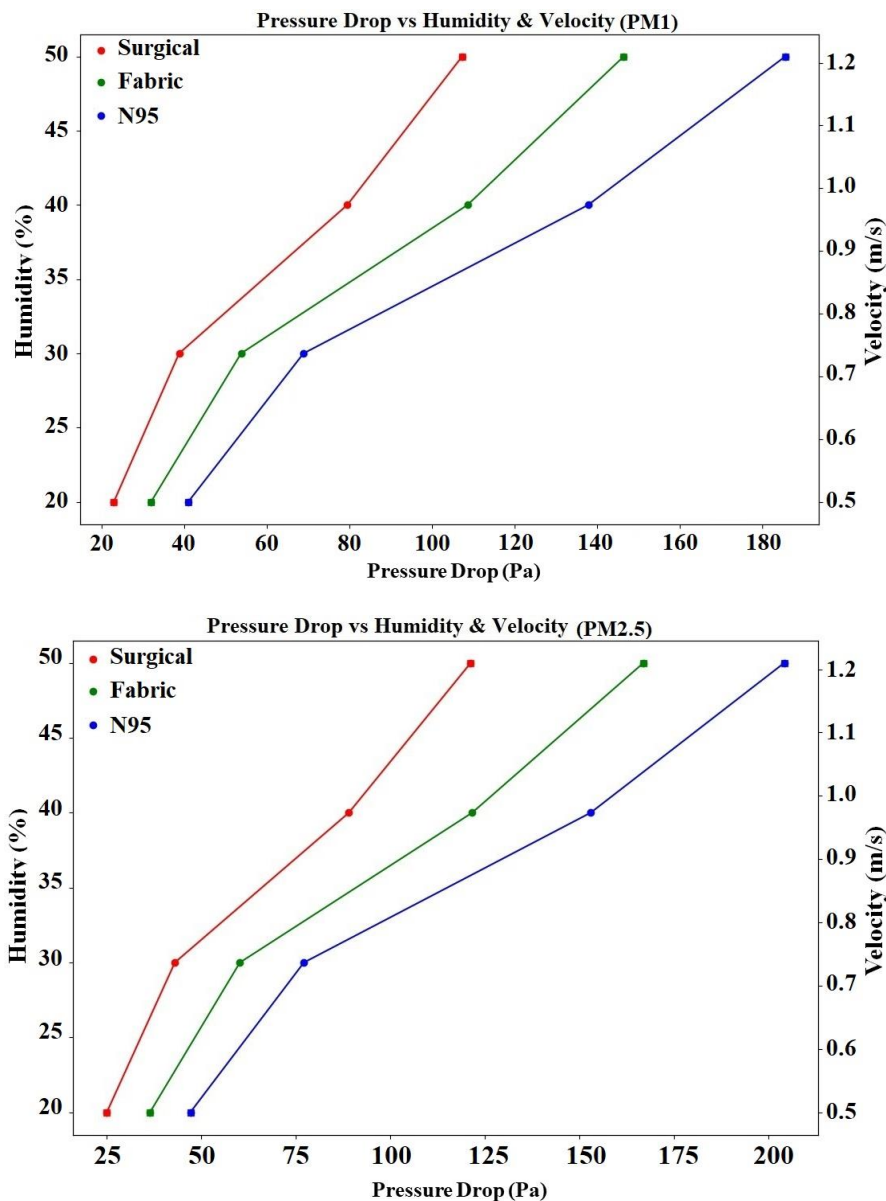 Pressure Drop vs Humidity & Velocity (PM1)
Surgical
Fabric
N95
50
45
40
35
30
25
20
Humidity (%)
1.2
1.1
1.0
0.9
0.8
0.7
0.6
0.5
Velocity (m/s)
20 40 60 80 100 120 140 160 180
Pressure Drop (Pa)
Pressure Drop vs Humidity & Velocity (PM2.5)
Surgical
Fabric
N95
50
45
40
35
30
25
20
Humidity (%)
1.2
1.1
1.0
0.9
0.8
0.7
0.6
0.5
Velocity (m/s)
25 50 75 100 125 150 175 200
Pressure Drop (Pa)